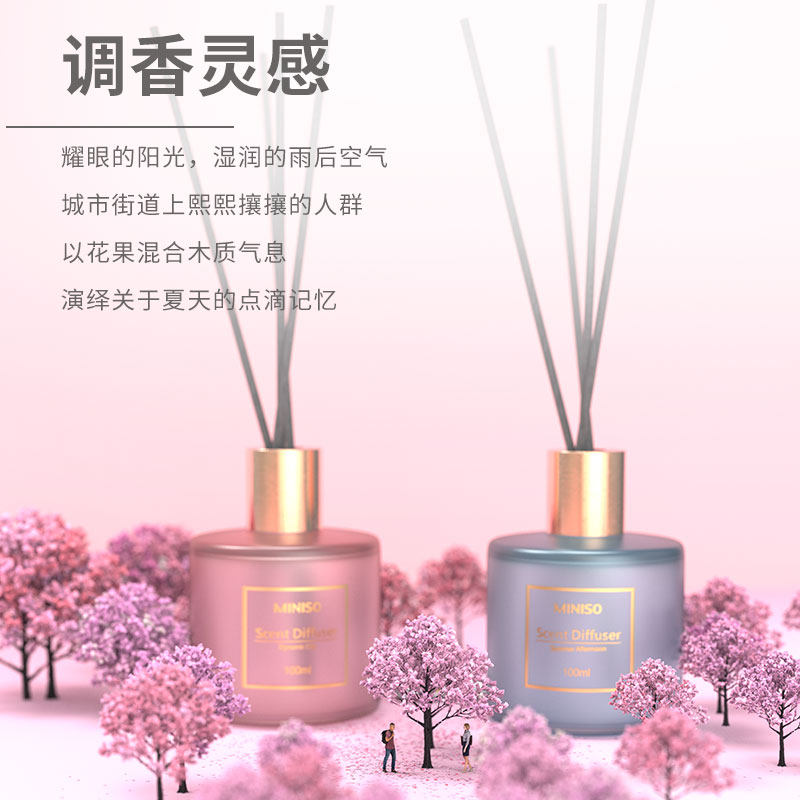 调香灵感
耀眼的阳光，湿润的雨后空气
城市街道上熙熙攘攘的人群
以花果混合木质气息
演绎关于夏天的点滴记忆
MINISO
Scent Diffuser
100ml
MINISO
Scent Diffuser
Afternoon
100ml